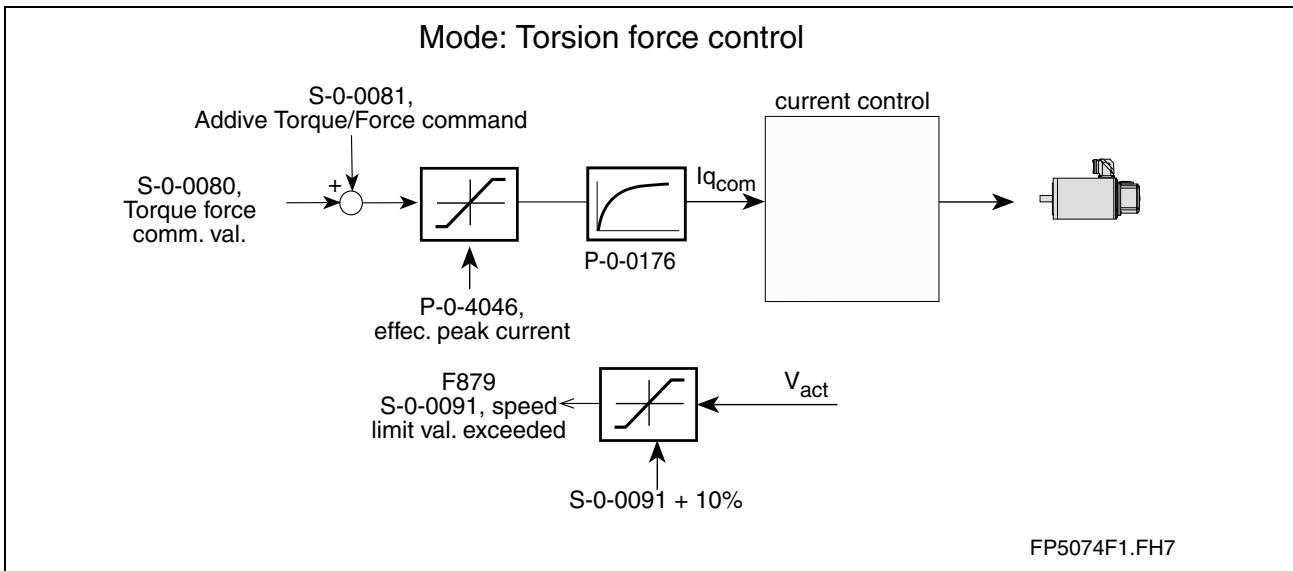 Mode: Torsion force control
S-0-0081,
Addive Torque/Force command
current control
S-0-0080,
Torque force
comm. val.
+
Iqcom
P-0-0176
P-0-4046,
effec. peak current
F879
S-0-0091, speed
limit val. exceeded
Vact
S-0-0091 + 10%
FP5074F1.FH7